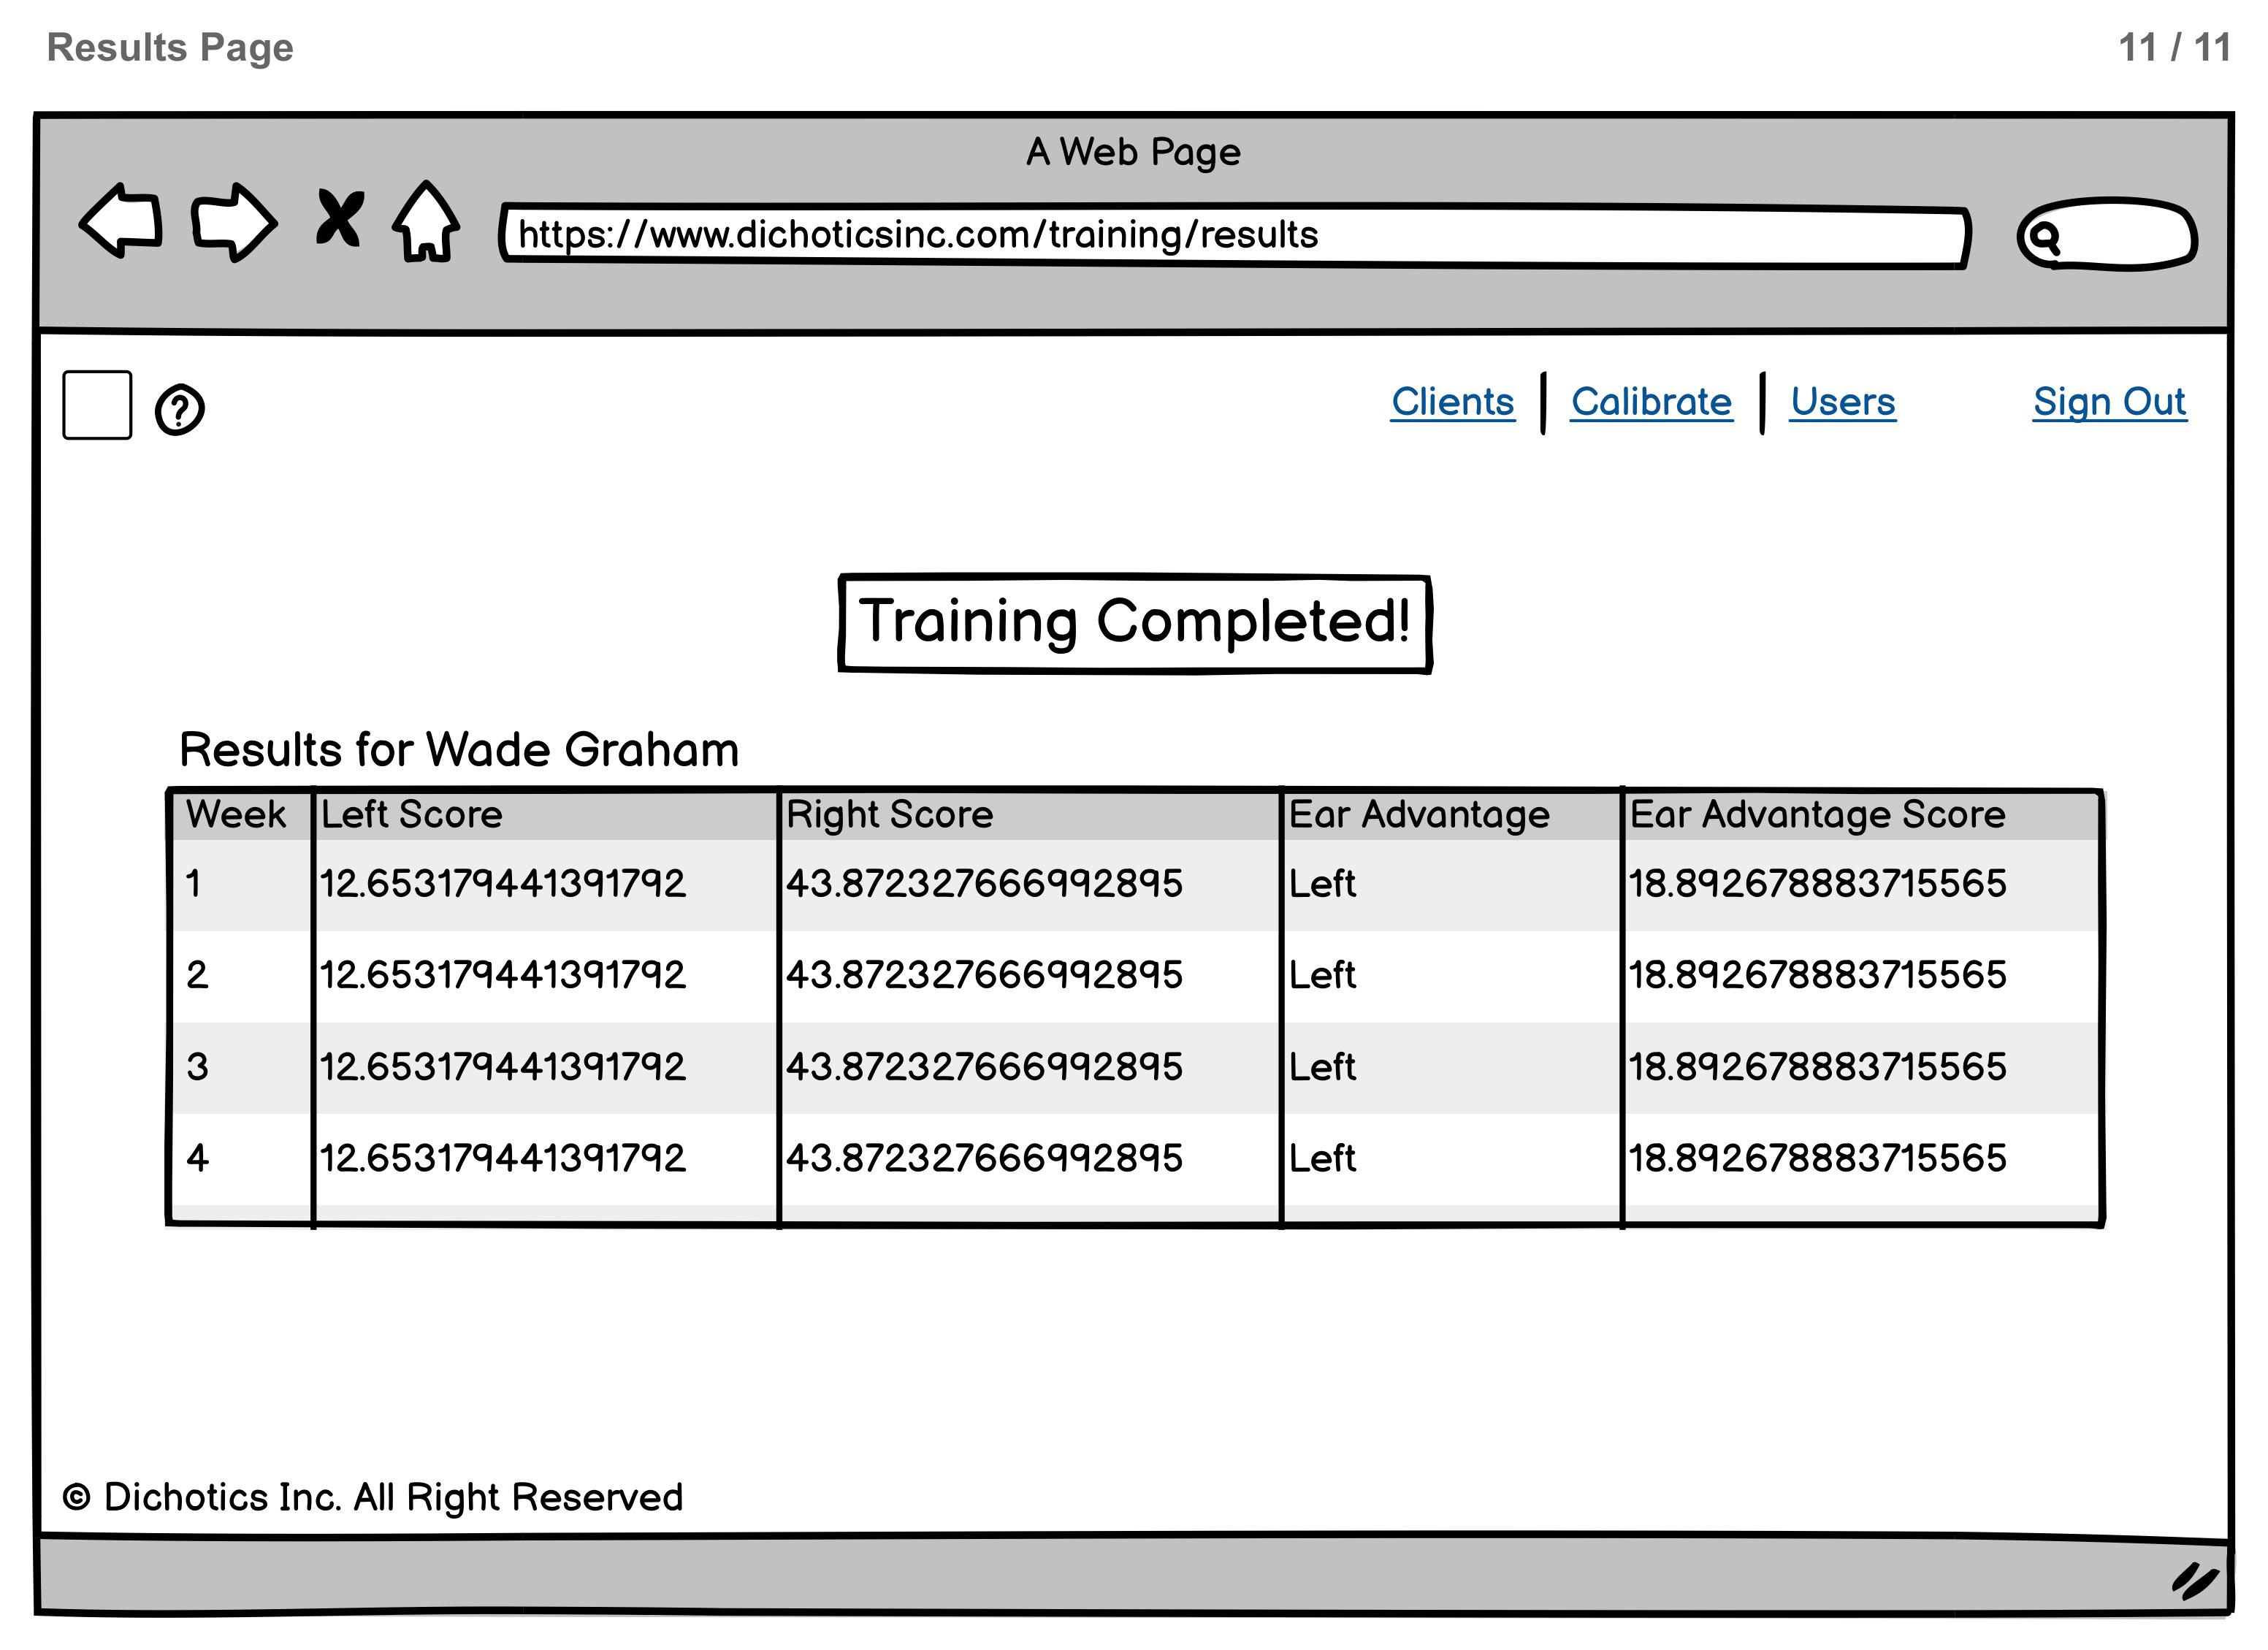 Results Page 11 / 11
A Web Page
https://www.dichoticsinc.com/training/results
? Clients Calibrate Users Sign Out
Training Completed!
Results for Wade Graham
Week Left Score Right Score Ear Advantage Ear Advantage Score
1 12.653179441391792 43.872327666992895 Left 18.892678883715565
2 12.653179441391792 43.872327666992895 Left 18.892678883715565
3 12.653179441391792 43.872327666992895 Left 18.892678883715565
4 12.653179441391792 43.872327666992895 Left 18.892678883715565
© Dichotics Inc. All Right Reserved